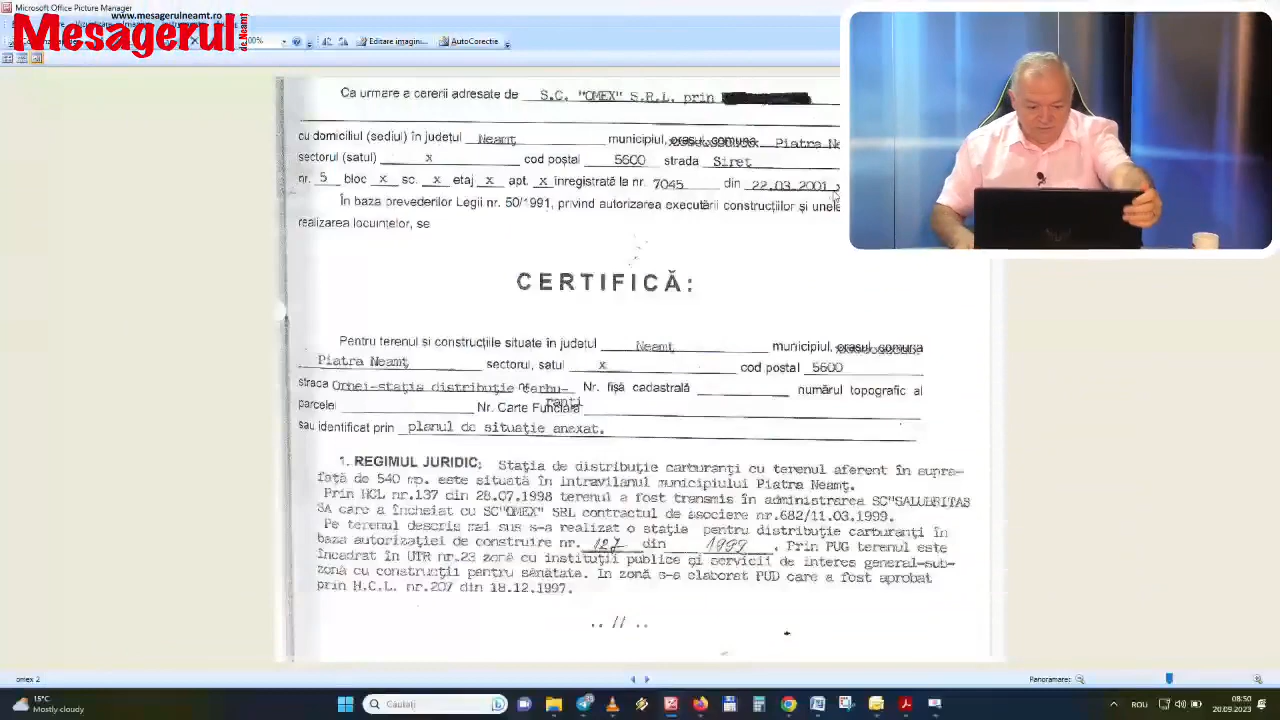 Microsoft Office Picture Manager
www.mesagerulneamt.ro
Mesagerul de Neamt
Editare imagini...
AutoCorecție
Ca urmare a cererii adresate de S.C. "OMEX" S.R.L. prin
cu domiciliul (sediul) în județul Neamț municipiul, orașul, comuna Piatra Ne
sectorul (satul) x cod poștal 5600 strada Siret
nr. 5 bloc x sc. x etaj x apt. x înregistrată la nr. 7045 din 22.03.2001
În baza prevederilor Legii nr. 50/1991, privind autorizarea executării construcțiilor și unele
realizarea locuințelor, se
CERTIFICĂ:
Pentru terenul și construcțiile situate în județul Neamț municipiul, orașul, comuna
Piatra Neamț sectorul, satul x cod poștal 5600
strada Ornei-stația distribuție carbu- nr. Nr. fișă cadastrală numărul topografic al
ranți
parcelei Nr. Carte Funciară
sau identificat prin planul de situație anexat.
1. REGIMUL JURIDIC: Stația de distribuție carburanți cu terenul aferent în supra-
față de 540 mp. este situată în intravilanul municipiului Piatra Neamț.
Prin HCL nr.137 din 28.07.1998 terenul a fost transmis în administrarea SC"SALUBRITAS
SA care a încheiat cu SC"OMEX" SRL contractul de asociere nr.682/11.03.1999.
Pe terenul descris mai sus s-a realizat o stație pentru distribuție carburanți în
baza autorizației de construire nr. 127 din 1992. Prin PUG terenul este
încadrat în UTR nr.23 zonă cu instituții publice și servicii de interes general-sub-
zonă cu construcții pentru sănătate. In zonă s-a elaborat PUD care a fost aprobat
prin H.C.L. nr.207 din 18.12.1997.
..//..
omex 2
Panoramare:
15°C
Mostly cloudy
Căutați
ROU
08:50
20.09.2023